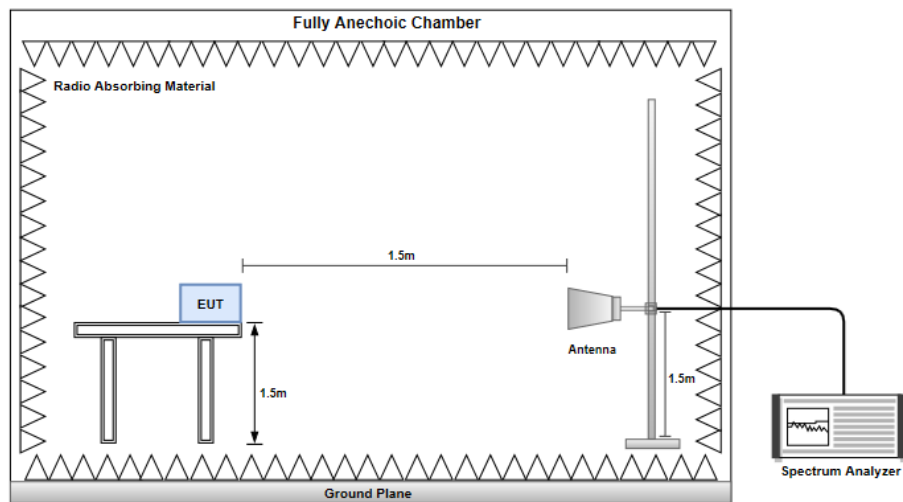 Fully Anechoic Chamber
Radio Absorbing Material
1.5m
EUT
Antenna
1.5m
1.5m
Spectrum Analyzer
Ground Plane